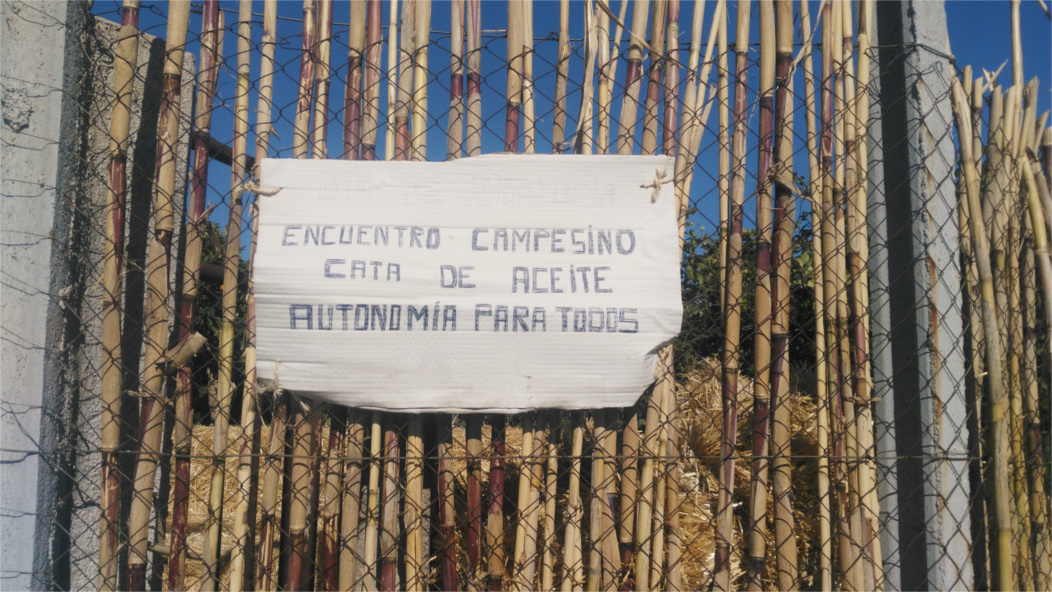 ENCUENTRO CAMPESINO
CATA DE ACEITE
AUTONOMÍA PARA TODOS